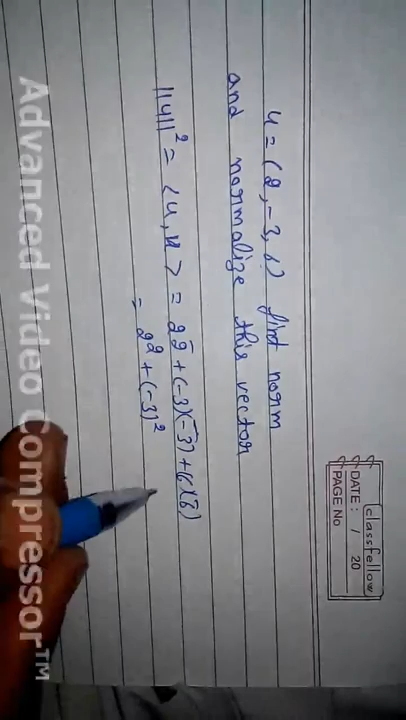 classfellow
DATE: / 20
PAGE No
u = (2, -3, 6) find norm
and normalize this vector
||u||² = <u, u> = 2 2̄ + (-3)(-3̄) + 6(6̄)
= 2² + (-3)²
Advanced Video Compressor™